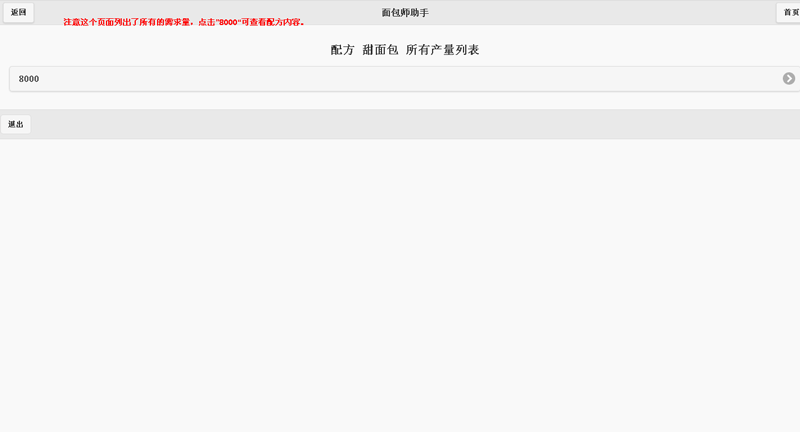 返回
面包师助手
首页
注意这个页面列出了所有的需求量，点击"8000"可查看配方内容。
配方 甜面包 所有产量列表
8000
退出